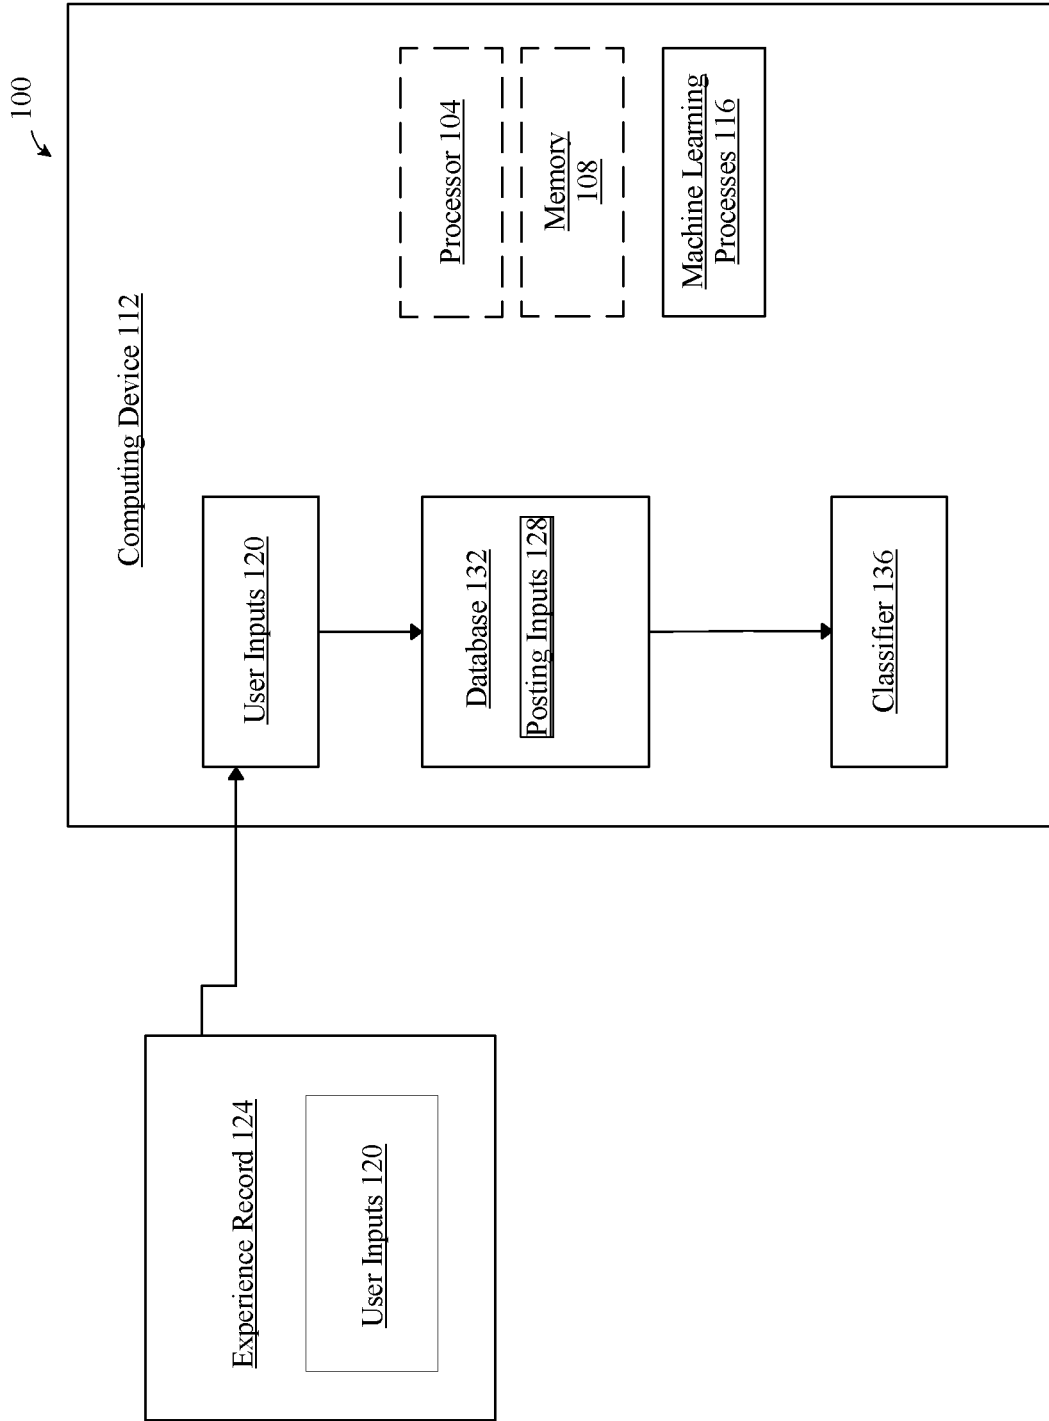 100
Computing Device 112
Processor 104
Memory
108
Machine Learning
Processes 116
User Inputs 120
Database 132
Posting Inputs 128
Classifier 136
Experience Record 124
User Inputs 120